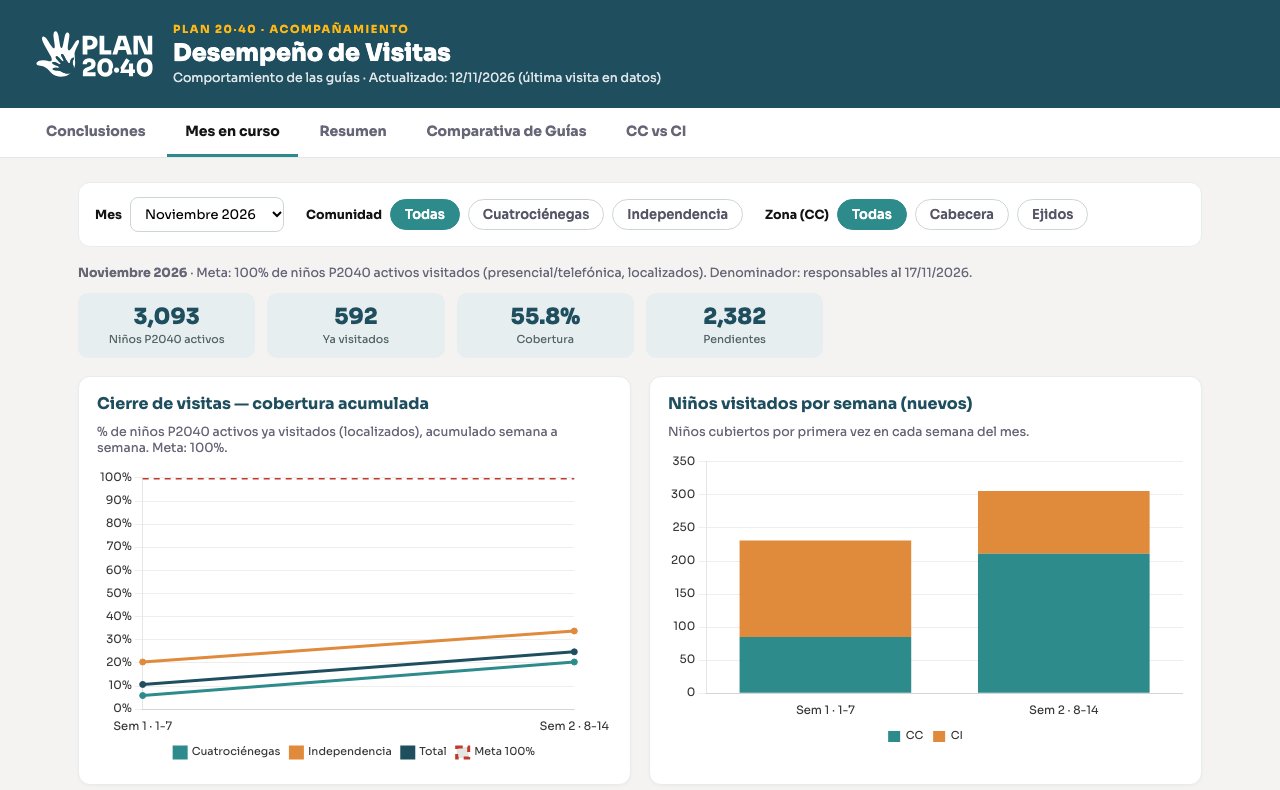 PLAN
20·40
PLAN 20·40 · ACOMPAÑAMIENTO
Desempeño de Visitas
Comportamiento de las guías · Actualizado: 12/11/2026 (última visita en datos)
Conclusiones
Mes en curso
Resumen
Comparativa de Guías
CC vs CI
Mes
Noviembre 2026
Comunidad
Todas
Cuatrociénegas
Independencia
Zona (CC)
Todas
Cabecera
Ejidos
Noviembre 2026 · Meta: 100% de niños P2040 activos visitados (presencial/telefónica, localizados). Denominador: responsables al 17/11/2026.
3,093
Niños P2040 activos
592
Ya visitados
55.8%
Cobertura
2,382
Pendientes
Cierre de visitas — cobertura acumulada
% de niños P2040 activos ya visitados (localizados), acumulado semana a
semana. Meta: 100%.
100%
90%
80%
70%
60%
50%
40%
30%
20%
10%
0%
Sem 1 · 1-7
Sem 2 · 8-14
Cuatrociénegas
Independencia
Total
Meta 100%
Niños visitados por semana (nuevos)
Niños cubiertos por primera vez en cada semana del mes.
350
300
250
200
150
100
50
0
Sem 1 · 1-7
Sem 2 · 8-14
CC
CI